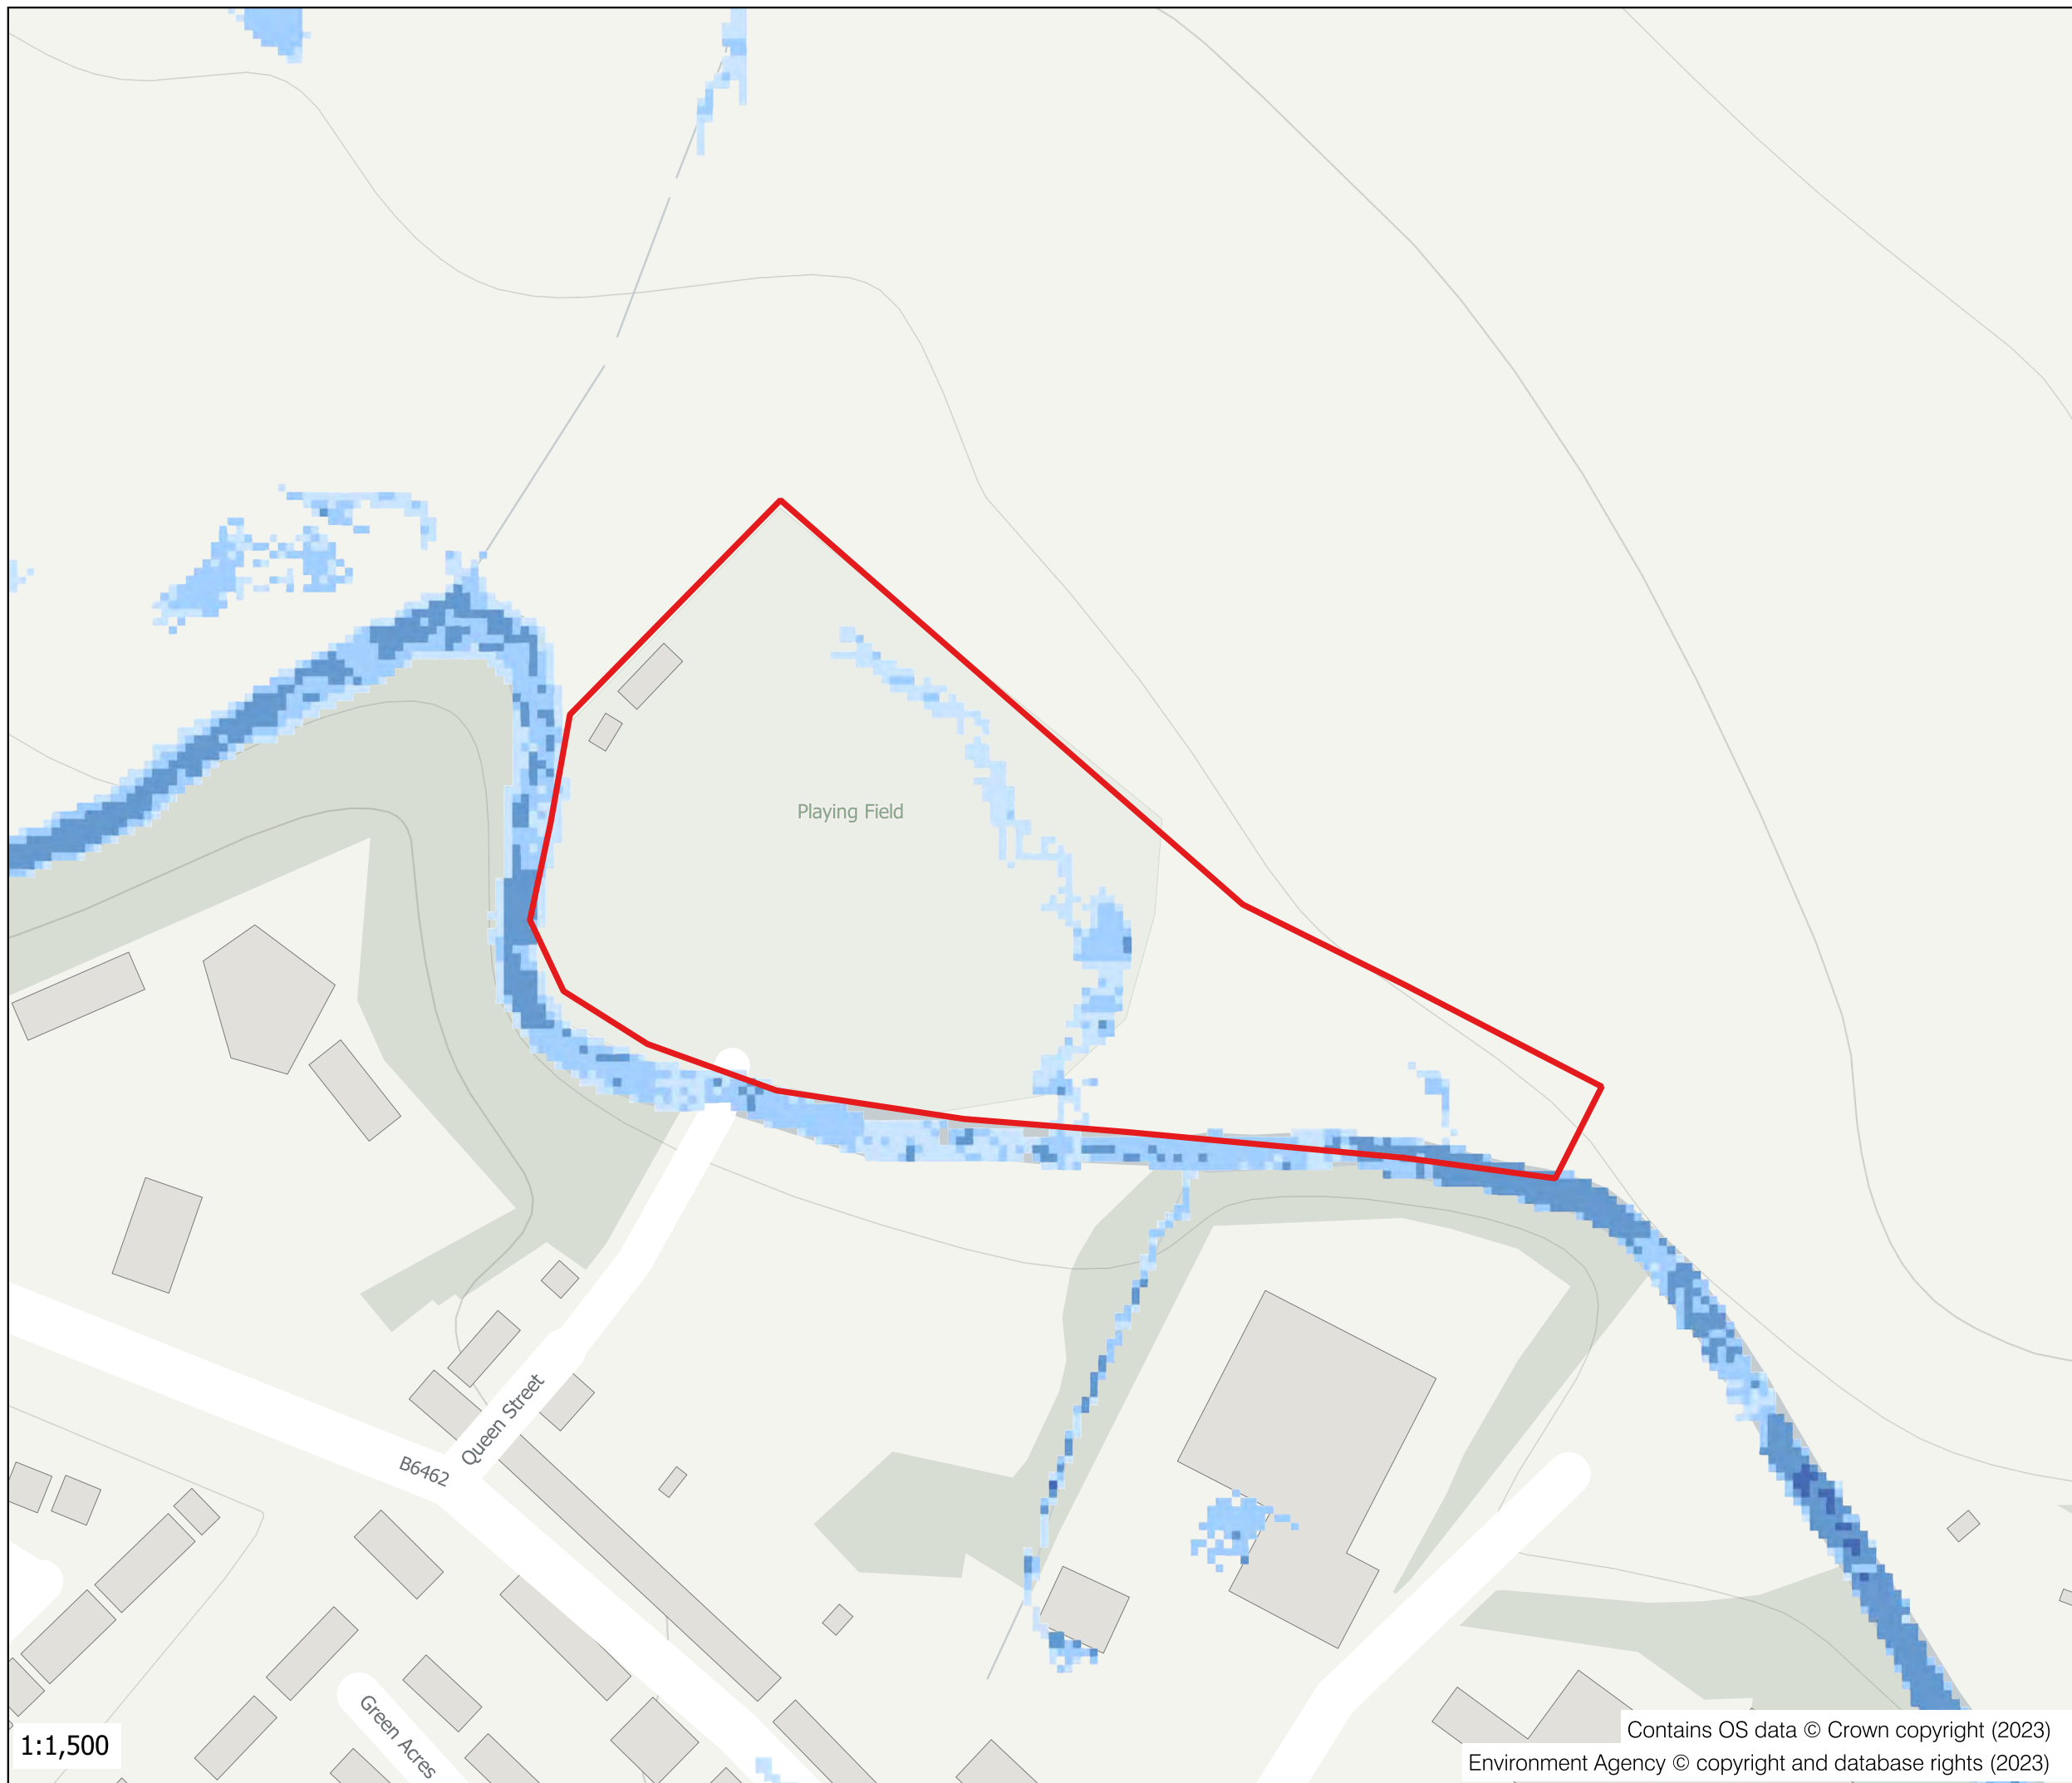 Playing Field
Queen Street
B6462
Green Acres
1:1,500
Contains OS data © Crown copyright (2023)
Environment Agency © copyright and database rights (2023)